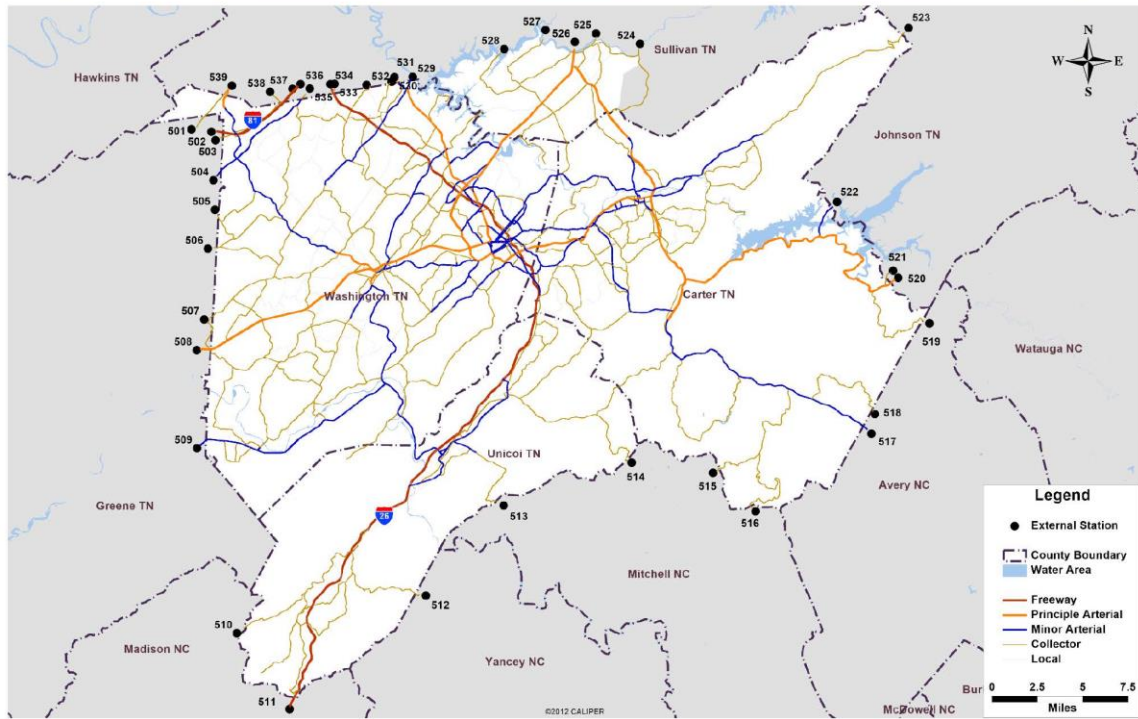 527
525
523
526
524
528
Sullivan TN
N
W
E
S
Hawkins TN
531
529
539
538
537
536
534
532
530
535
533
81
501
502
503
Johnson TN
504
522
505
506
521
520
Washington TN
Carter TN
507
519
508
Watauga NC
518
509
517
Unicoi TN
514
515
Avery NC
Greene TN
513
516
26
Legend
External Station
County Boundary
Water Area
Freeway
Principle Arterial
Minor Arterial
Collector
Local
0 2.5 5 7.5
Miles
Mitchell NC
512
510
Madison NC
Yancey NC
511
Bur
McDowell NC
©2012 CALIPER